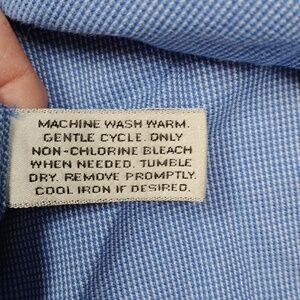 MACHINE WASH WARM.
GENTLE CYCLE. ONLY
NON-CHLORINE BLEACH
WHEN NEEDED. TUMBLE
DRY. REMOVE PROMPTLY.
COOL IRON IF DESIRED.